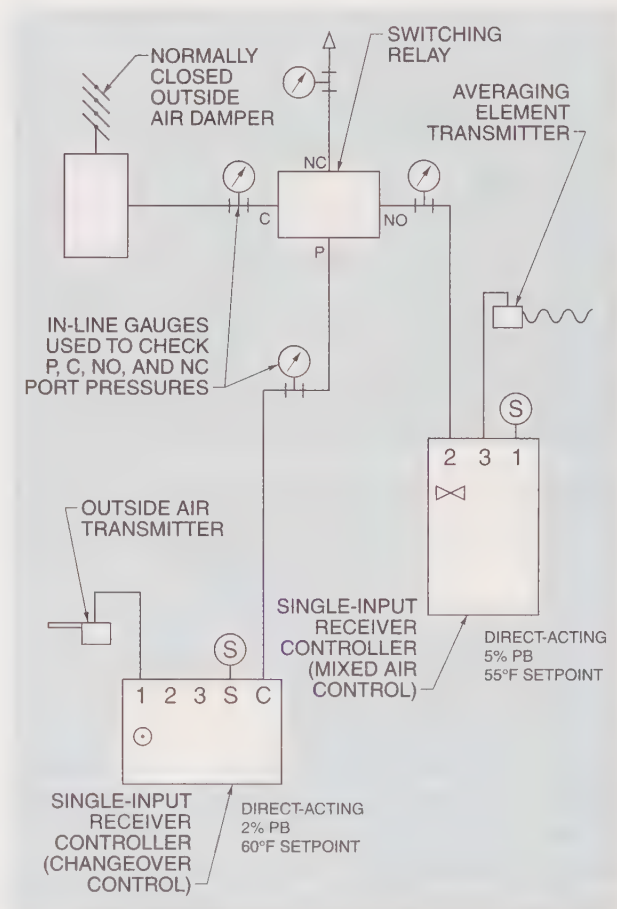 NORMALLY
CLOSED
OUTSIDE
AIR DAMPER
SWITCHING
RELAY
AVERAGING
ELEMENT
TRANSMITTER
NC
C
NO
P
IN-LINE GAUGES
USED TO CHECK
P, C, NO, AND NC
PORT PRESSURES
S
2 3 1
OUTSIDE AIR
TRANSMITTER
S
1 2 3 S C
SINGLE-INPUT
RECEIVER
CONTROLLER
(MIXED AIR
CONTROL)
DIRECT-ACTING
5% PB
55°F SETPOINT
SINGLE-INPUT
RECEIVER
CONTROLLER
(CHANGEOVER
CONTROL)
DIRECT-ACTING
2% PB
60°F SETPOINT